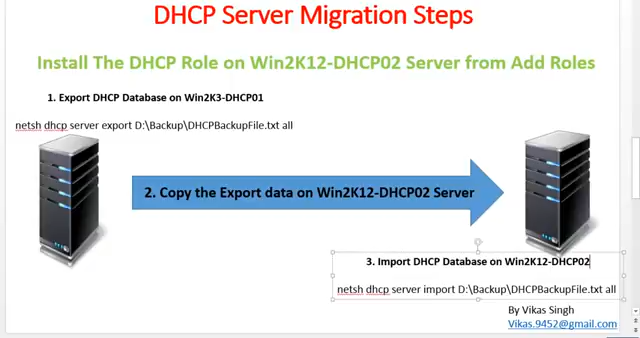 DHCP Server Migration Steps
Install The DHCP Role on Win2K12-DHCP02 Server from Add Roles
1. Export DHCP Database on Win2K3-DHCP01
netsh dhcp server export D:\Backup\DHCPBackupFile.txt all
2. Copy the Export data on Win2K12-DHCP02 Server
3. Import DHCP Database on Win2K12-DHCP02
netsh dhcp server import D:\Backup\DHCPBackupFile.txt all
By Vikas Singh
Vikas.9452@gmail.com